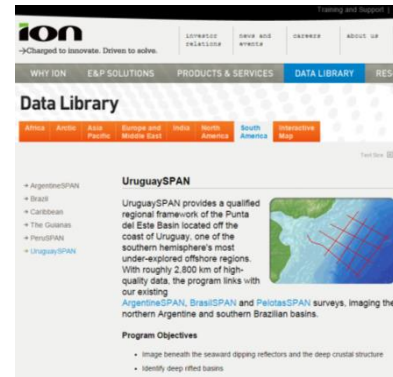 Training and Support |
ion
Charged to innovate. Driven to solve.
investor relations
news and events
careers
about us
WHY ION
E&P SOLUTIONS
PRODUCTS & SERVICES
DATA LIBRARY
RES
Data Library
Africa
Arctic
Asia Pacific
Europe and Middle East
India
North America
South America
Interactive Map
Text Size
ArgentineSPAN
Brazil
Caribbean
The Guianas
PeruSPAN
UruguaySPAN
UruguaySPAN
UruguaySPAN provides a qualified
regional framework of the Punta
del Este Basin located off the
coast of Uruguay, one of the
southern hemisphere's most
under-explored offshore regions.
With roughly 2,800 km of high-
quality data, the program links with
our existing
ArgentineSPAN, BrasilSPAN and PelotasSPAN surveys, imaging the
northern Argentine and southern Brazilian basins.
Program Objectives
• Image beneath the seaward dipping reflectors and the deep crustal structure
• Identify deep rifted basins